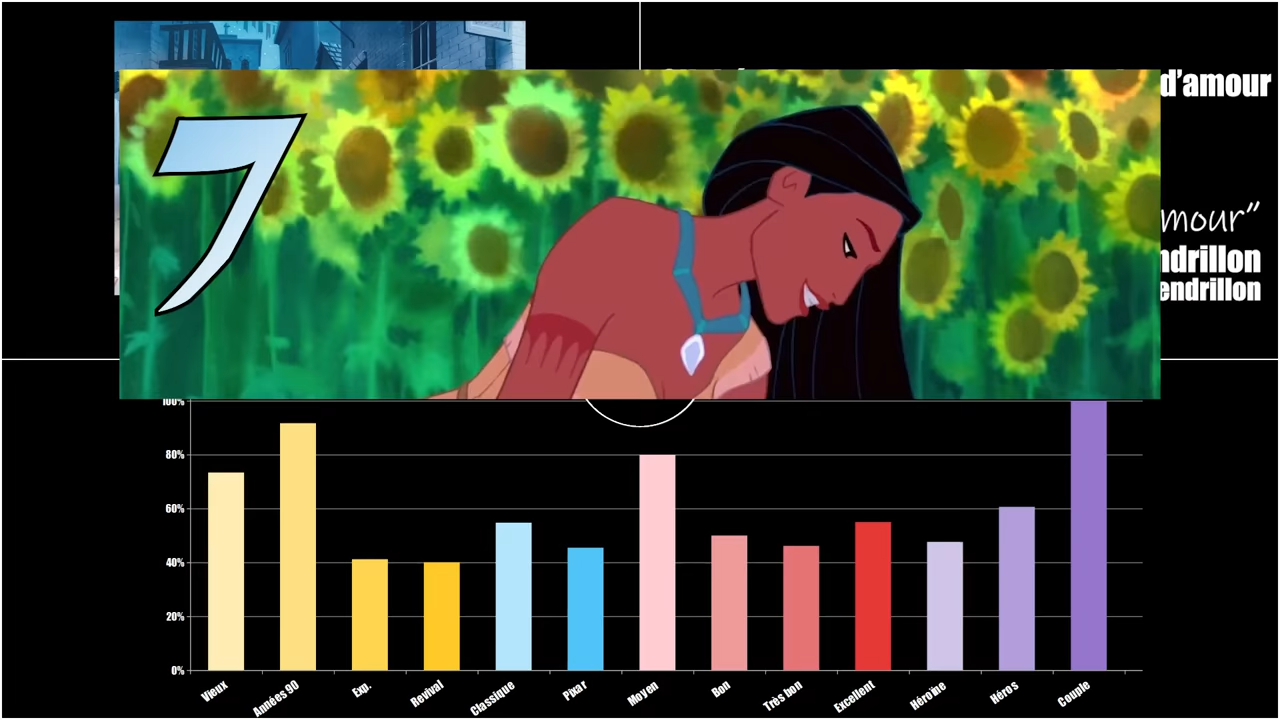 d’amour
7
mour”
ndrillon
endrillon
100%
80%
60%
40%
20%
0%
Vieux
Années 90
Exp.
Revival
Classique
Pixar
Moyen
Bon
Très bon
Excellent
Héroïne
Héros
Couple